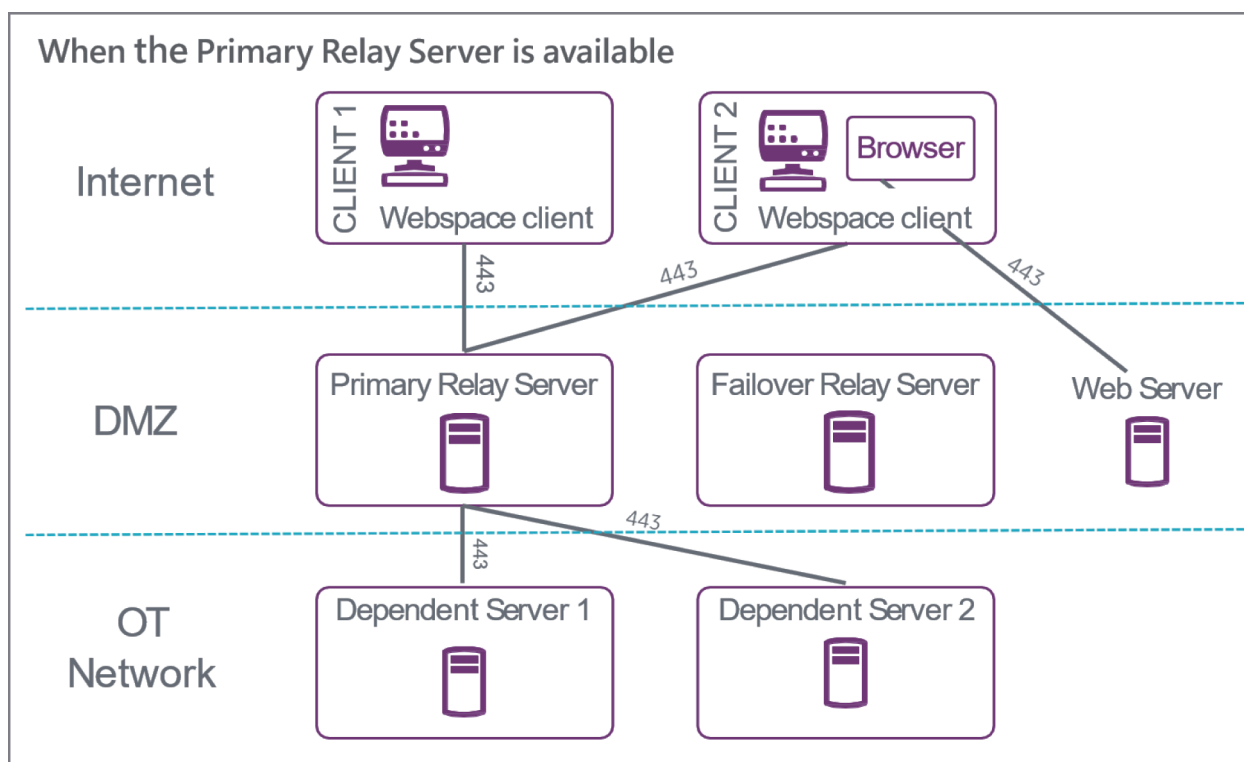 When the Primary Relay Server is available
Internet
CLIENT 1
Webspace client
CLIENT 2
Browser
Webspace client
443
443
443
DMZ
Primary Relay Server
Failover Relay Server
Web Server
443
443
OT
Network
Dependent Server 1
Dependent Server 2